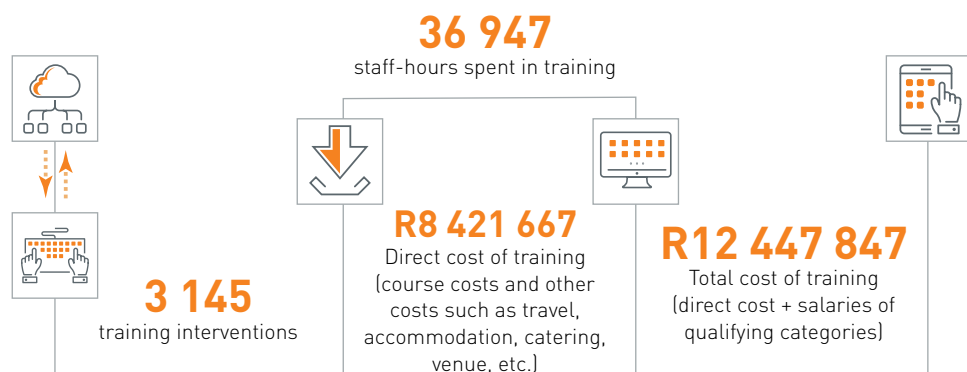 36 947
staff-hours spent in training
3 145
training interventions
R8 421 667
Direct cost of training
(course costs and other
costs such as travel,
accommodation, catering,
venue, etc.)
R12 447 847
Total cost of training
(direct cost + salaries of
qualifying categories)